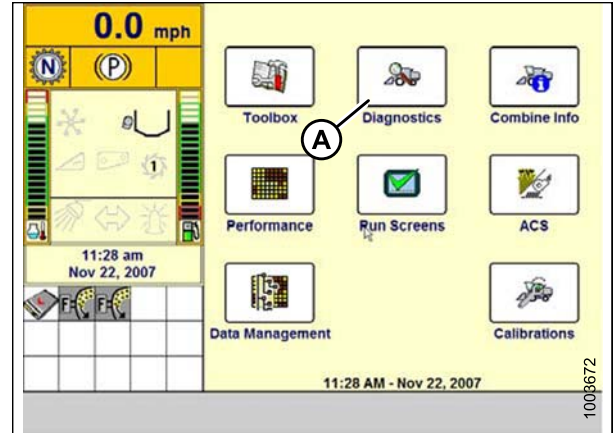 0.0 mph
N
(P)
1
11:28 am
Nov 22, 2007
F
F
Toolbox
Diagnostics
Combine Info
A
Performance
Run Screens
ACS
Data Management
Calibrations
11:28 AM - Nov 22, 2007
1003672